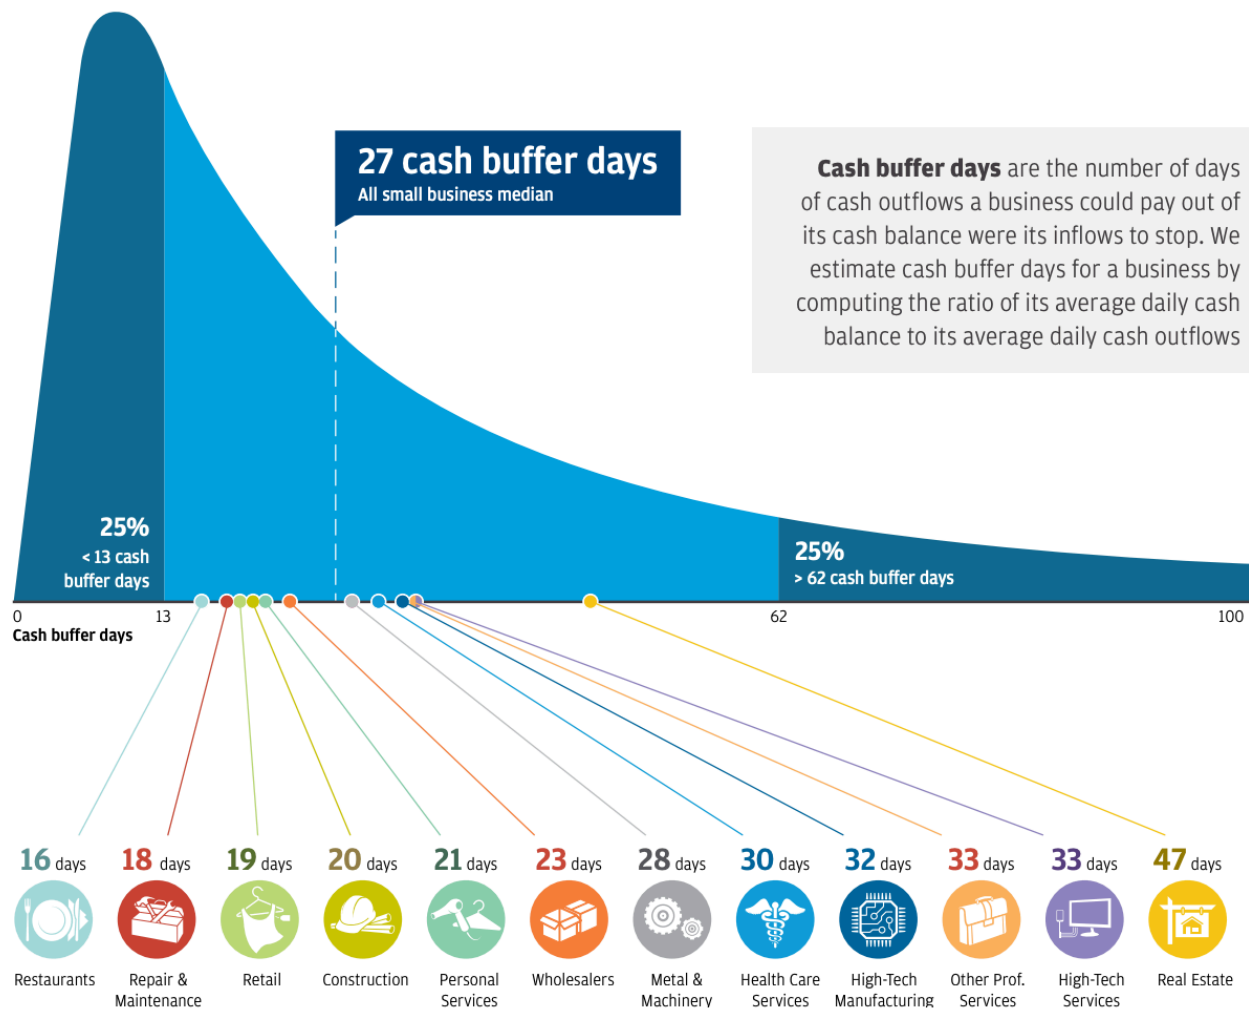 27 cash buffer days
All small business median
Cash buffer days are the number of days
of cash outflows a business could pay out of
its cash balance were its inflows to stop. We
estimate cash buffer days for a business by
computing the ratio of its average daily cash
balance to its average daily cash outflows
25%
< 13 cash
buffer days
25%
> 62 cash buffer days
0
13
62
100
Cash buffer days
16 days
18 days
19 days
20 days
21 days
23 days
28 days
30 days
32 days
33 days
33 days
47 days
Restaurants
Repair &
Maintenance
Retail
Construction
Personal
Services
Wholesalers
Metal &
Machinery
Health Care
Services
High-Tech
Manufacturing
Other Prof.
Services
High-Tech
Services
Real Estate